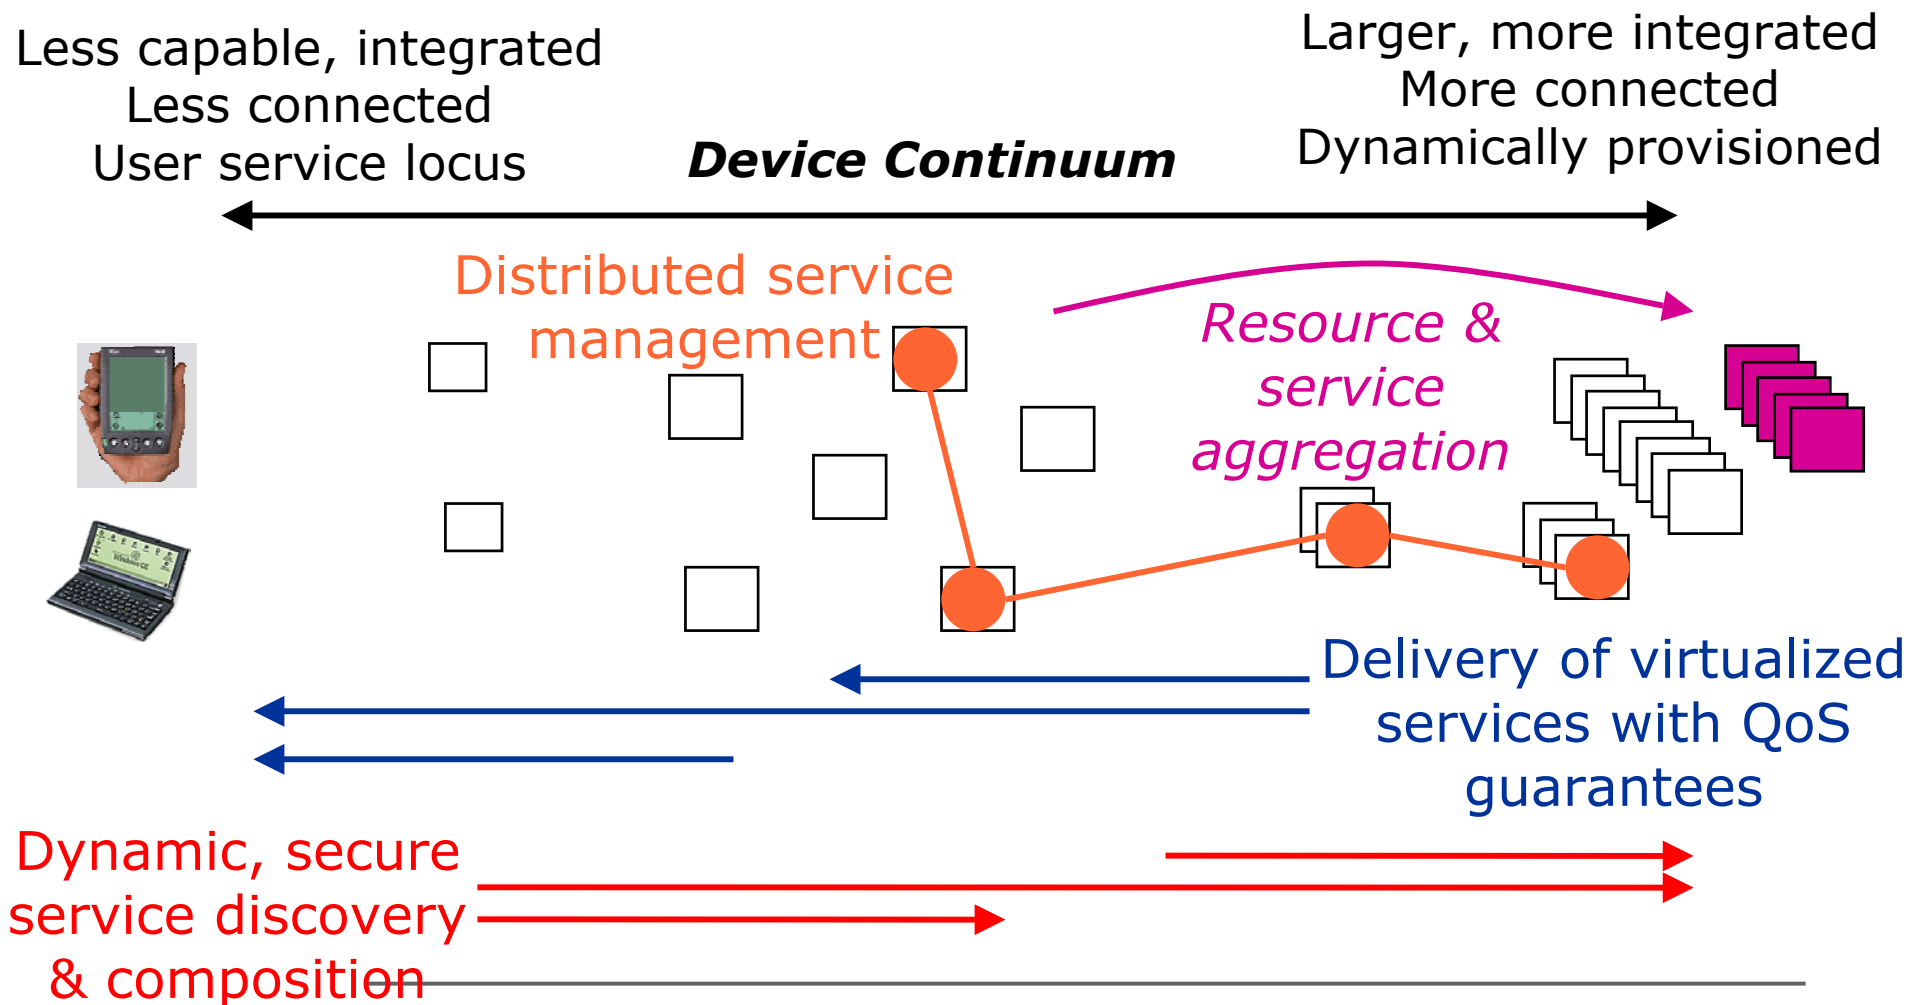 Less capable, integrated
Less connected
User service locus
Larger, more integrated
More connected
Dynamically provisioned
Device Continuum
Distributed service
management
Resource &
service
aggregation
Delivery of virtualized
services with QoS
guarantees
Dynamic, secure
service discovery
& composition